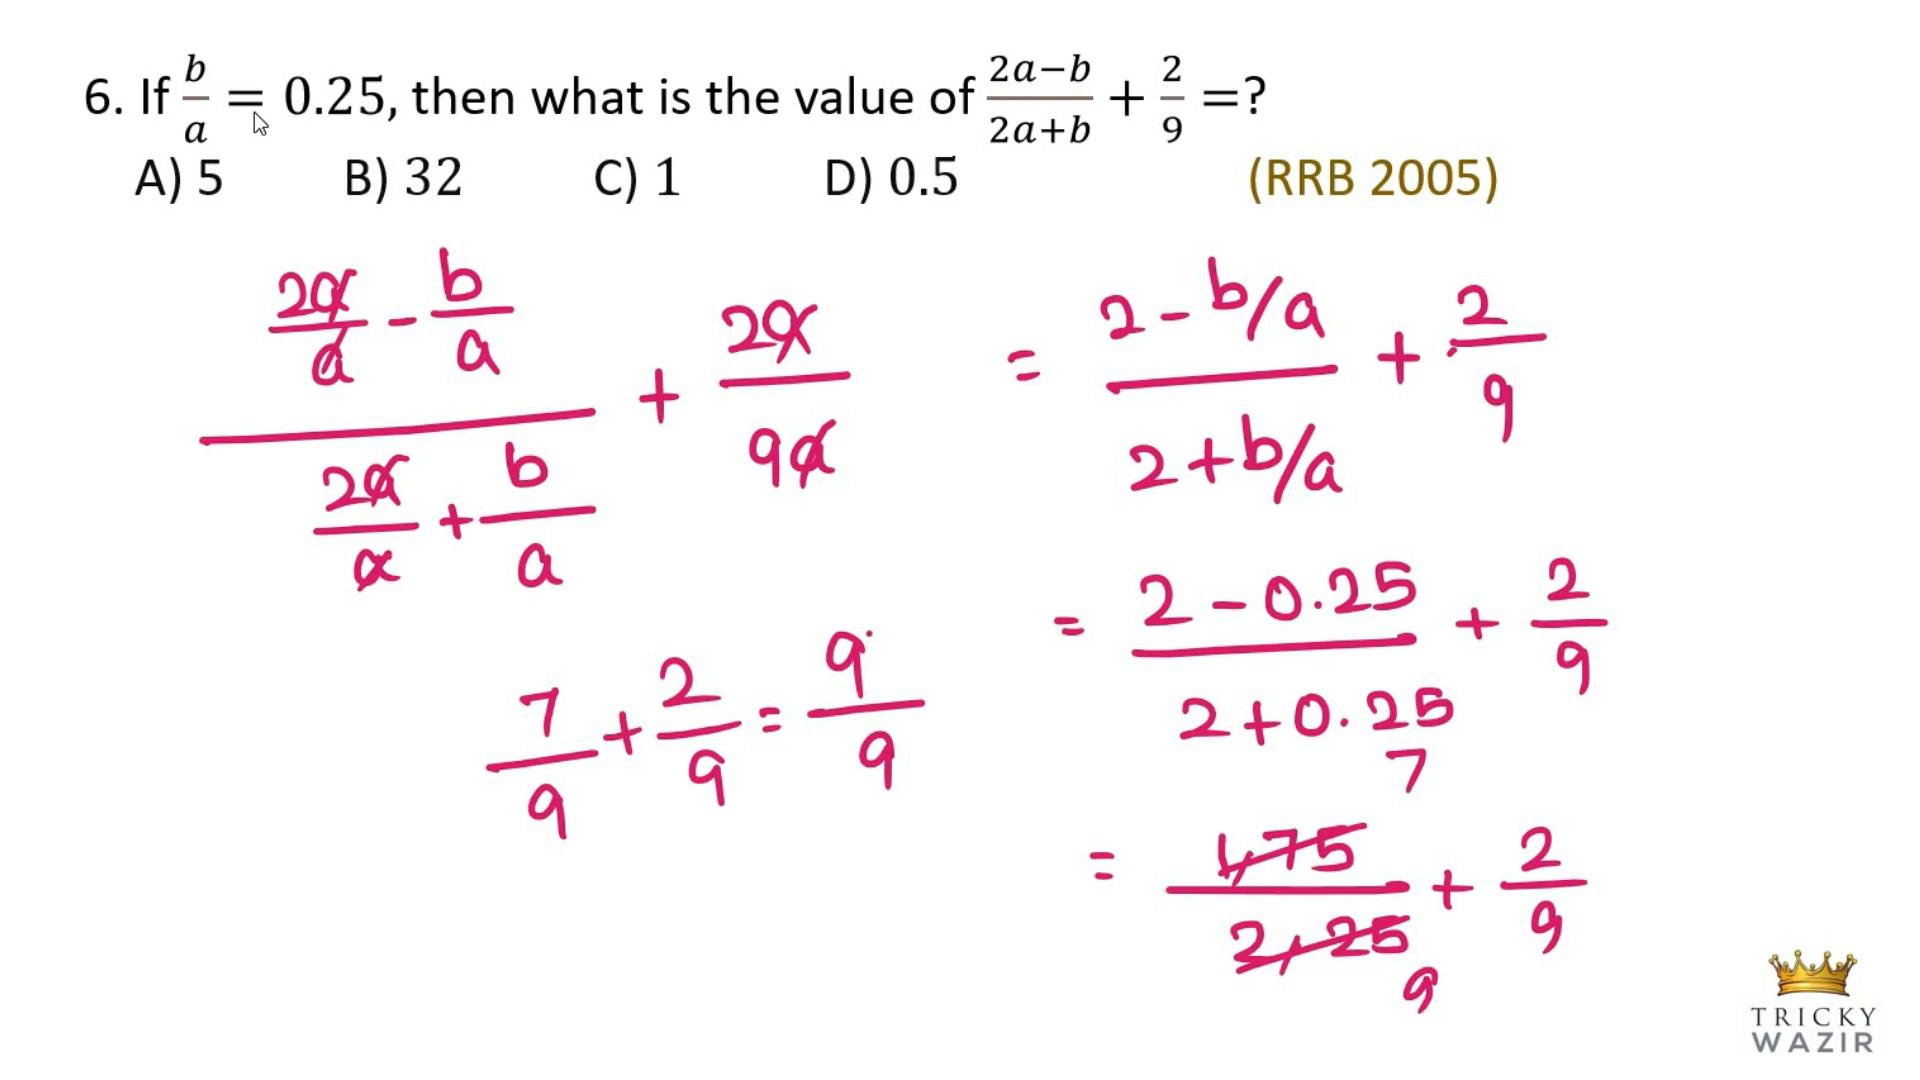 6. If b/a = 0.25, then what is the value of (2a−b)/(2a+b) + 2/9 =?
A) 5 B) 32 C) 1 D) 0.5 (RRB 2005)
(2a/a - b/a)/(2a/a + b/a) + 2a/9a
= (2 - b/a)/(2 + b/a) + 2/9
= (2 - 0.25)/(2 + 0.25) + 2/9
= 1.75/2.25 + 2/9
7
9
7/9 + 2/9 = 9/9
TRICKY
WAZIR